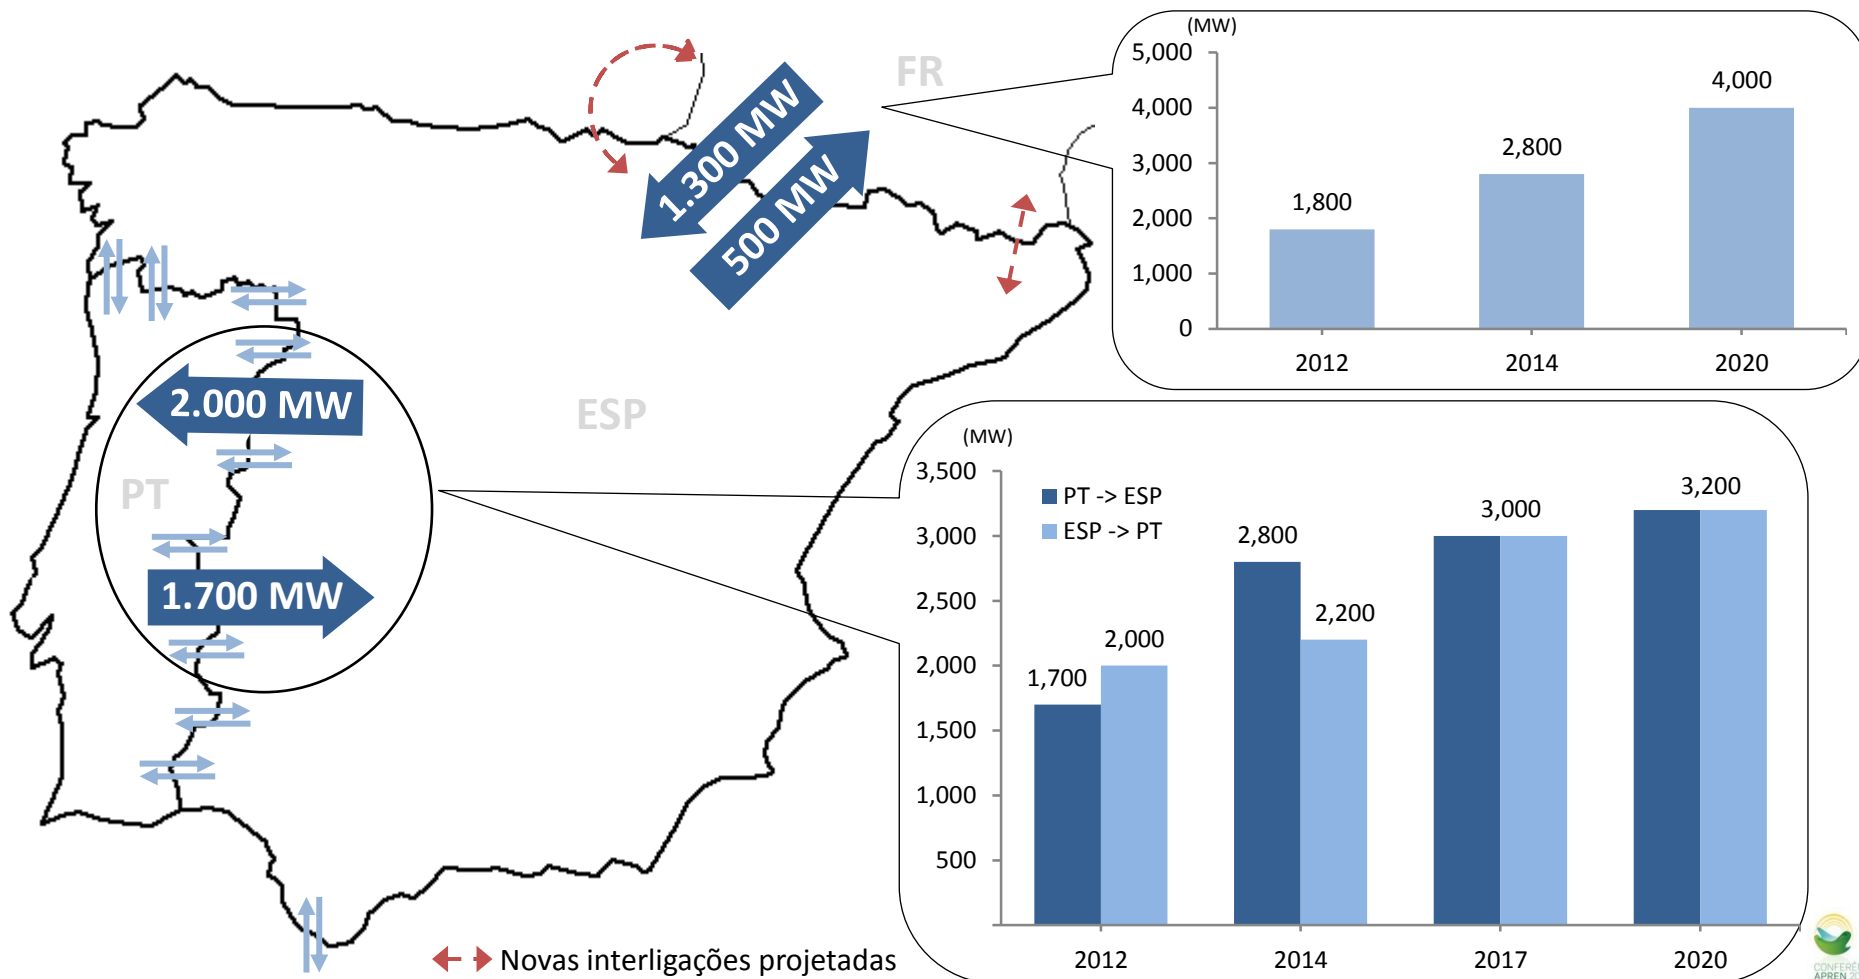 FR
1.300 MW
500 MW
2.000 MW
ESP
PT
1.700 MW
Novas interligações projetadas
(MW)
5,000
4,000
3,000
2,000
1,000
0
1,800
2,800
4,000
2012
2014
2020
(MW)
3,500
3,000
2,500
2,000
1,500
1,000
500
PT -> ESP
ESP -> PT
1,700
2,000
2,800
2,200
3,000
3,200
2012
2014
2017
2020